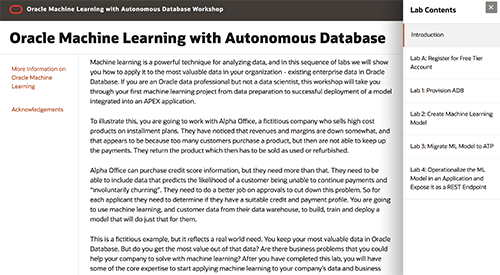 Oracle Machine Learning with Autonomous Database Workshop
Oracle Machine Learning with Autonomous Database
More Information on
Oracle Machine
Learning
Acknowledgements
Machine learning is a powerful technique for analyzing data, and in this sequence of labs we will show
you how to apply it to the most valuable data in your organization - existing enterprise data in Oracle
Database. If you are an Oracle data professional but not a data scientist, this workshop will take you
through your first machine learning project from data preparation to successful deployment of a model
integrated into an APEX application.
To illustrate this, you are going to work with Alpha Office, a fictitious company who sells high cost
products on installment plans. They have noticed that revenues and margins are down somewhat, and
that appears to be because too many customers purchase a product, but then are not able to keep up
the payments. They return the product which then has to be sold as used or refurbished.
Alpha Office can purchase credit score information, but they need more than that. They need to be
able to include data that predicts the likelihood of a customer being unable to continue payments and
"involuntarily churning". They need to do a better job on approvals to cut down this problem. So for
each applicant they need to determine if they have a suitable credit and payment profile. You are going
to use machine learning, and customer data from their data warehouse, to build, train and deploy a
model that will do just that for them.
This is a fictitious example, but it reflects a real world need. You keep your most valuable data in Oracle
Database. But do you get the most value out of that data? Are there business problems that you could
help your company to solve with machine learning? After you have completed this lab, you will have
some of the core expertise to start applying machine learning to your company's data and business
Lab Contents
Introduction
Lab A: Register for Free Tier
Account
Lab 1: Provision ADB
Lab 2: Create Machine Learning
Model
Lab 3: Migrate ML Model to ATP
Lab 4: Operationalize the ML
Model in an Application and
Expose it as a REST Endpoint